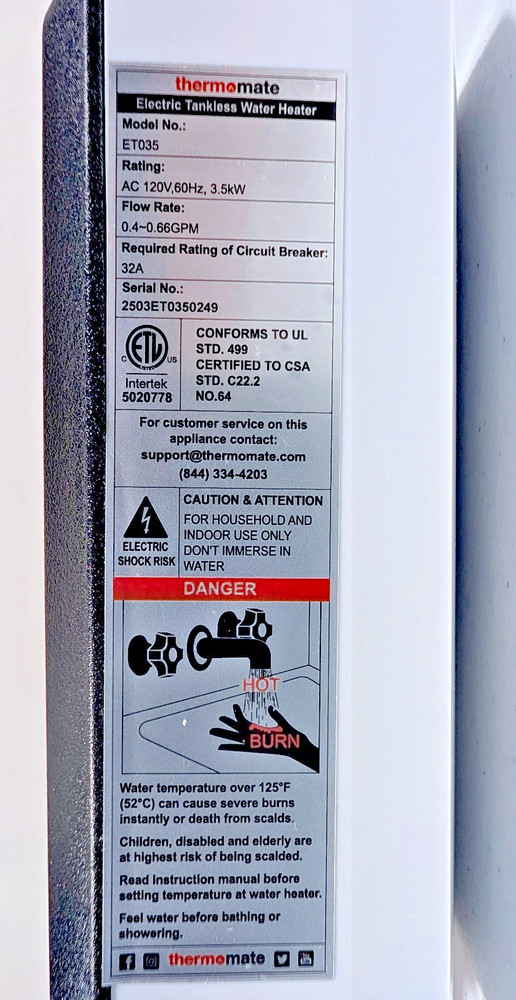 thermomate
Electric Tankless Water Heater
Model No.:
ET035
Rating:
AC 120V,60Hz, 3.5kW
Flow Rate:
0.4~0.66GPM
Required Rating of Circuit Breaker:
32A
Serial No.:
2503ET0350249
C ETL US
LISTED
Intertek
5020778
CONFORMS TO UL
STD. 499
CERTIFIED TO CSA
STD. C22.2
NO.64
For customer service on this
appliance contact:
support@thermomate.com
(844) 334-4203
ELECTRIC
SHOCK RISK
CAUTION & ATTENTION
FOR HOUSEHOLD AND
INDOOR USE ONLY
DON'T IMMERSE IN
WATER
DANGER
HOT
BURN
Water temperature over 125°F
(52°C) can cause severe burns
instantly or death from scalds.
Children, disabled and elderly are
at highest risk of being scalded.
Read instruction manual before
setting temperature at water heater.
Feel water before bathing or
showering.
thermomate